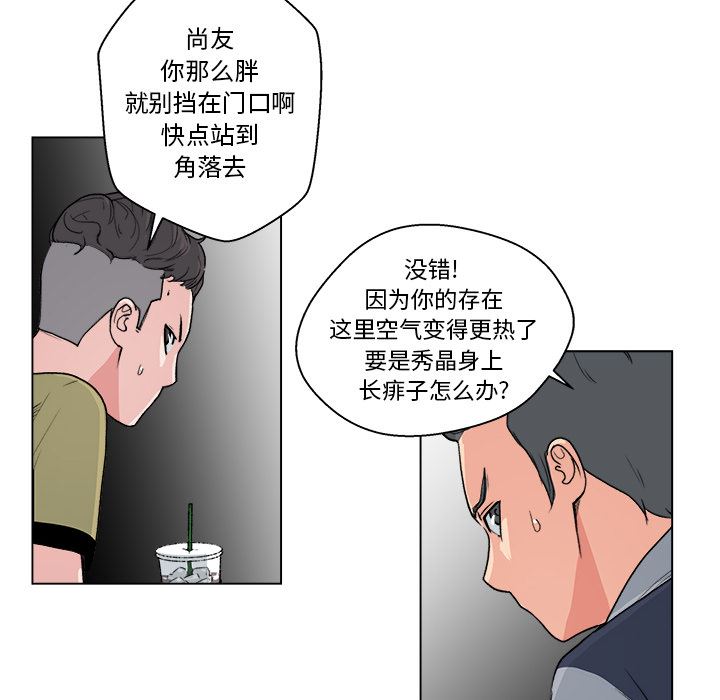 尚友
你那么胖
就别挡在门口啊
快点站到
角落去
没错!
因为你的存在
这里空气变得更热了
要是秀晶身上
长痱子怎么办?